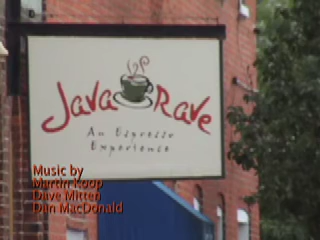 Java Rave
An Espresso
Experience
Music by
Martin Koop
Dave Mitten
Dan MacDonald